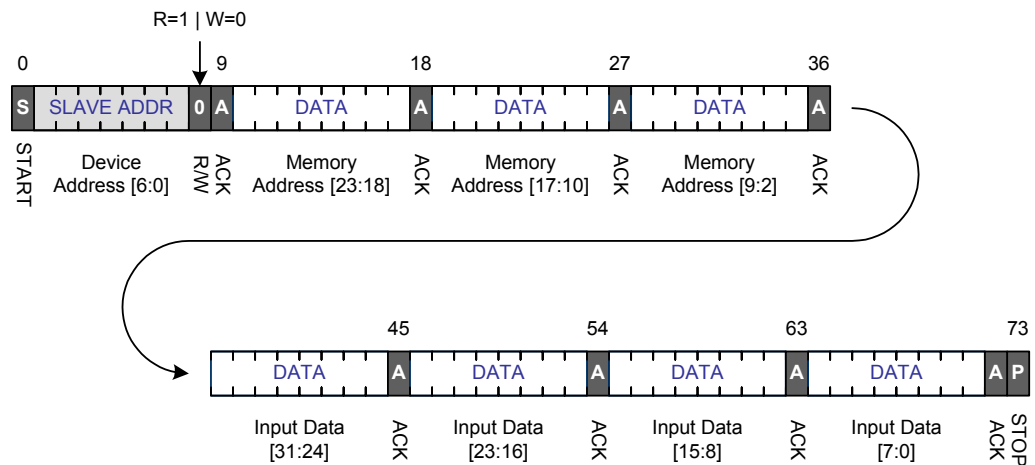 R=1 | W=0
0 9 18 27 36
S SLAVE ADDR 0 A DATA A DATA A DATA A
START Device Address [6:0] R/W ACK Memory Address [23:18] ACK Memory Address [17:10] ACK Memory Address [9:2] ACK
45 54 63 73
DATA A DATA A DATA A DATA A P
Input Data [31:24] ACK Input Data [23:16] ACK Input Data [15:8] ACK Input Data [7:0] ACK STOP